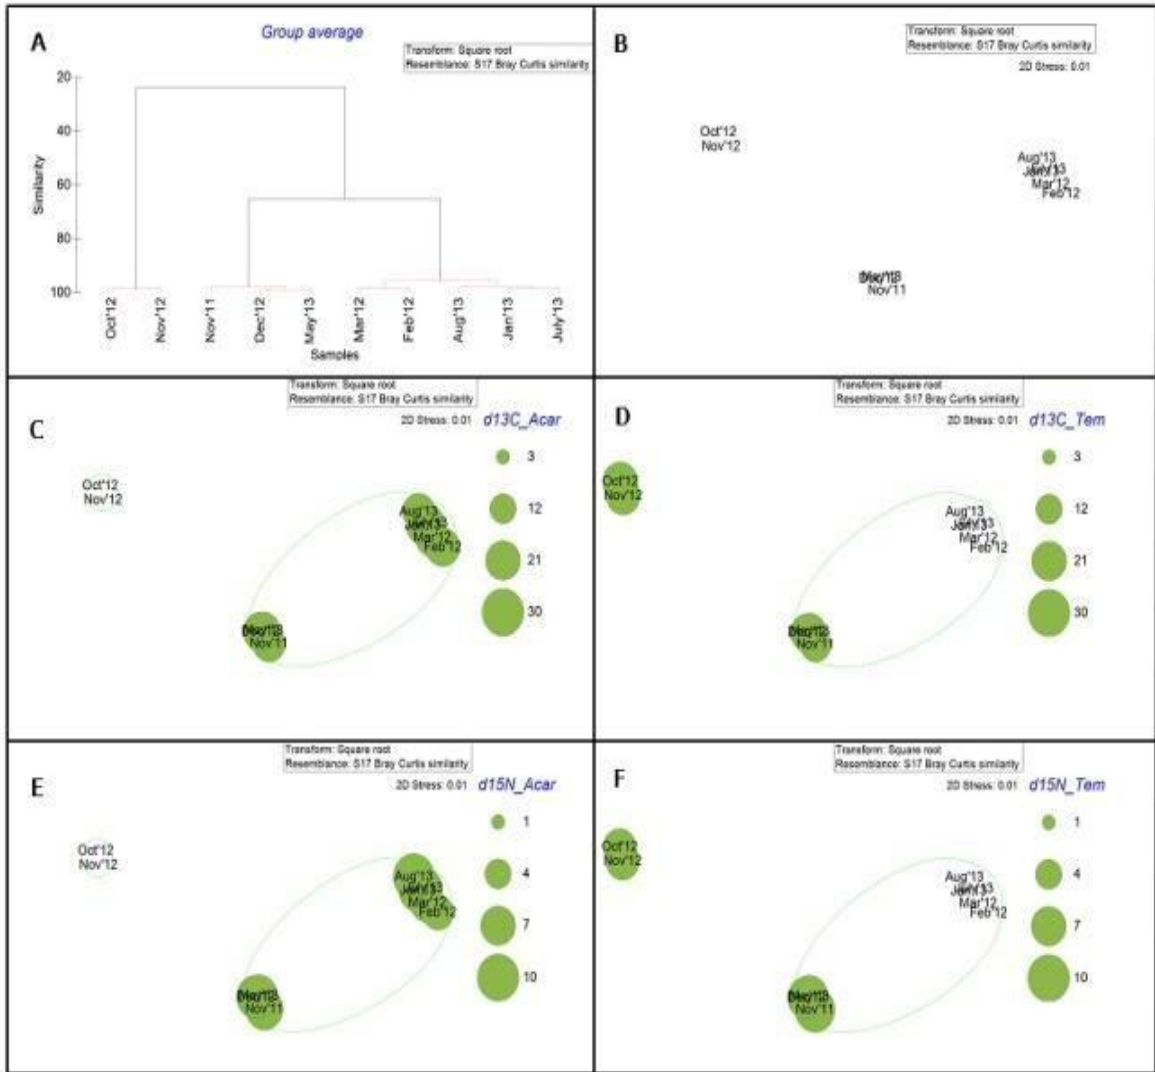 A
Group average
Transform: Square root
Resemblance: S17 Bray Curtis similarity
20
40
60
80
100
Similarity
Oct'12
Nov'12
Nov'11
Dec'12
May'13
Mar'12
Feb'12
Aug'13
Jan'13
July'13
Samples
B
Transform: Square root
Resemblance: S17 Bray Curtis similarity
2D Stress: 0.01
Oct'12
Nov'12
Aug'13
Mar'12
Feb'12
Nov'11
C
Transform: Square root
Resemblance: S17 Bray Curtis similarity
2D Stress: 0.01
d13C_Acar
Oct'12
Nov'12
Aug'13
Mar'12
Feb'12
Nov'11
3
12
21
30
D
Transform: Square root
Resemblance: S17 Bray Curtis similarity
2D Stress: 0.01
d13C_Tem
Oct'12
Nov'12
Aug'13
Mar'12
Feb'12
Nov'11
3
12
21
30
E
Transform: Square root
Resemblance: S17 Bray Curtis similarity
2D Stress: 0.01
d15N_Acar
Oct'12
Nov'12
Aug'13
Mar'12
Feb'12
Nov'11
1
4
7
10
F
Transform: Square root
Resemblance: S17 Bray Curtis similarity
2D Stress: 0.01
d15N_Tem
Oct'12
Nov'12
Aug'13
Mar'12
Feb'12
Nov'11
1
4
7
10